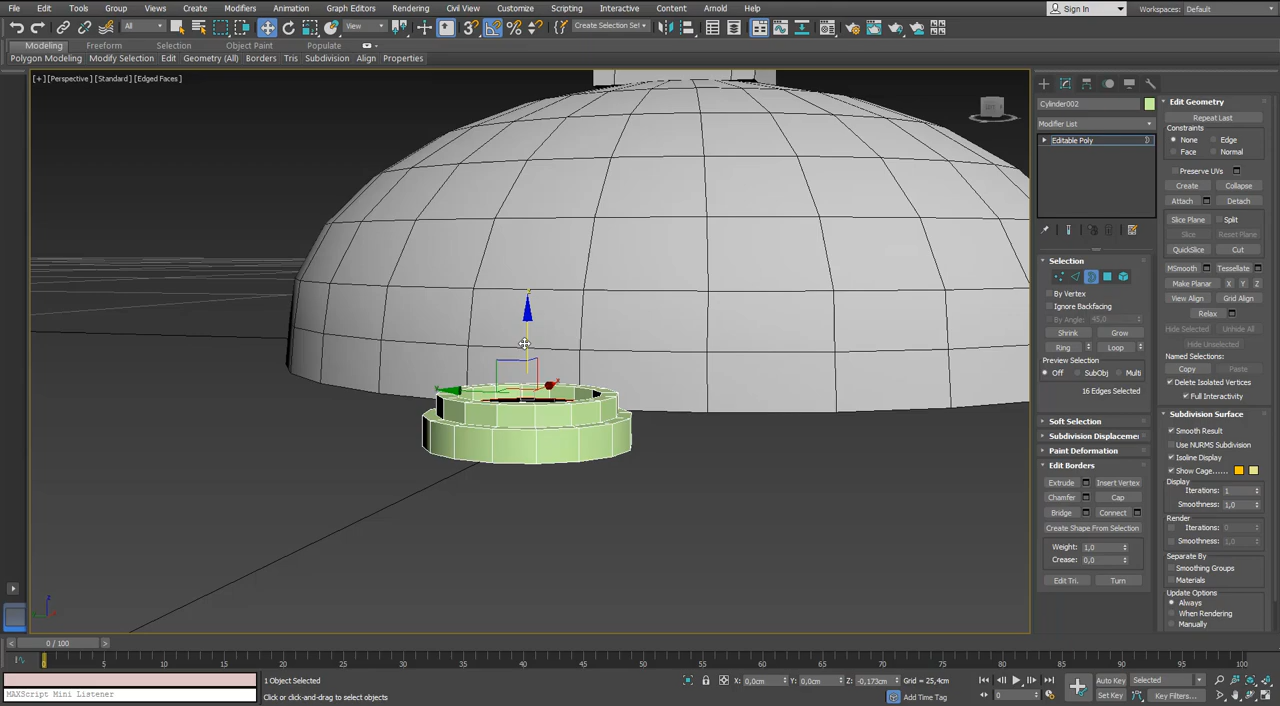 File Edit Tools Group Views Create Modifiers Animation Graph Editors Rendering Civil View Customize Scripting Interactive Content Arnold Help Sign In Workspaces: Default
All View Create Selection Set
Modeling Freeform Selection Object Paint Populate
Polygon Modeling Modify Selection Edit Geometry (All) Borders Tris Subdivision Align Properties
[+] [Perspective] [Standard] [Edged Faces]
Cylinder002
Modifier List
Editable Poly
Selection
By Vertex
Ignore Backfacing
By Angle: 45,0
Shrink Grow
Ring Loop
Preview Selection
Off SubObj Multi
16 Edges Selected
Soft Selection
Subdivision Displacemen
Paint Deformation
Edit Borders
Extrude Insert Vertex
Chamfer Cap
Bridge Connect
Create Shape From Selection
Weight: 1,0
Crease: 0,0
Edit Tri. Turn
Edit Geometry
Repeat Last
Constraints
None Edge
Face Normal
Preserve UVs
Create Collapse
Attach Detach
Slice Plane Split
Slice Reset Plane
QuickSlice Cut
MSmooth Tessellate
Make Planar X Y Z
View Align Grid Align
Relax
Hide Selected Unhide All
Hide Unselected
Named Selections:
Copy Paste
Delete Isolated Vertices
Full Interactivity
Subdivision Surface
Smooth Result
Use NURMS Subdivision
Isoline Display
Show Cage......
Display
Iterations: 1
Smoothness: 1,0
Render
Iterations: 0
Smoothness: 1,0
Separate By
Smoothing Groups
Materials
Update Options
Always
When Rendering
Manually
< 0 / 100 >
0 5 10 15 20 25 30 35 40 45 50 55 60 65 70 75 80 85 90 95 100
MAXScript Mini Listener
1 Object Selected
Click or click-and-drag to select objects
X: 0,0cm Y: 0,0cm Z: -0,173cm Grid = 25,4cm
Add Time Tag
0
Auto Key Selected
Set Key Key Filters...